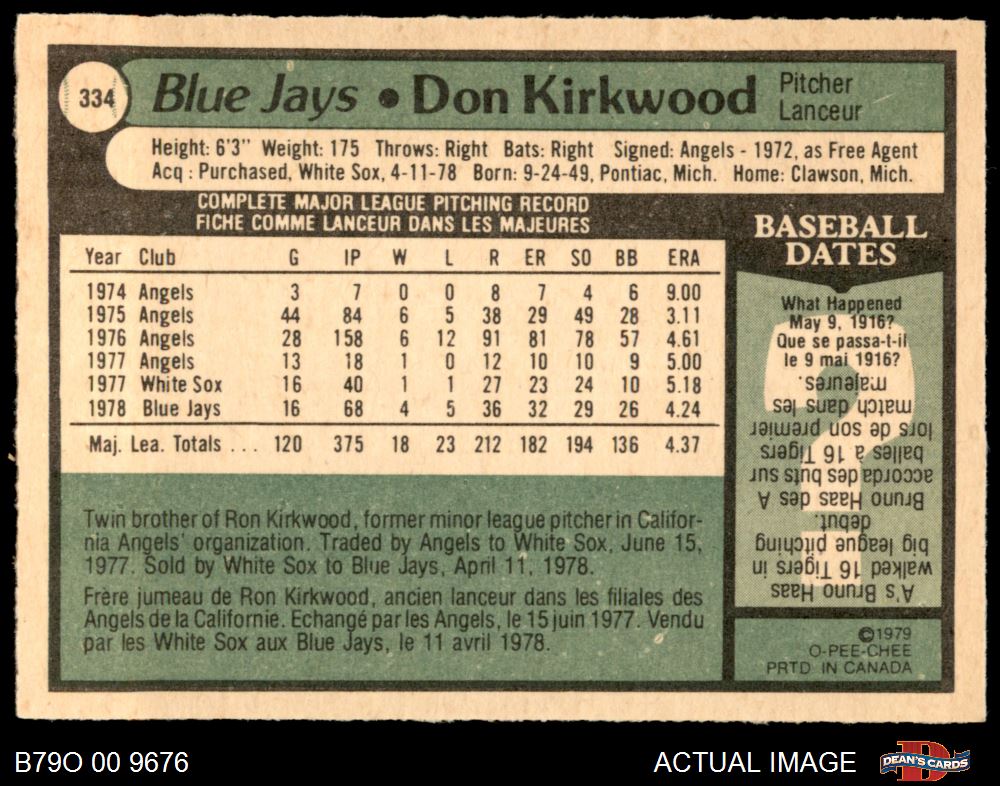 334
Blue Jays • Don Kirkwood
Pitcher
Lanceur
Height: 6'3" Weight: 175 Throws: Right Bats: Right Signed: Angels - 1972, as Free Agent
Acq : Purchased, White Sox, 4-11-78 Born: 9-24-49, Pontiac, Mich. Home: Clawson, Mich.
COMPLETE MAJOR LEAGUE PITCHING RECORD
FICHE COMME LANCEUR DANS LES MAJEURES
Year Club G IP W L R ER SO BB ERA
1974 Angels 3 7 0 0 8 7 4 6 9.00
1975 Angels 44 84 6 5 38 29 49 28 3.11
1976 Angels 28 158 6 12 91 81 78 57 4.61
1977 Angels 13 18 1 0 12 10 10 9 5.00
1977 White Sox 16 40 1 1 27 23 24 10 5.18
1978 Blue Jays 16 68 4 5 36 32 29 26 4.24
Maj. Lea. Totals ... 120 375 18 23 212 182 194 136 4.37
Twin brother of Ron Kirkwood, former minor league pitcher in Califor-
nia Angels' organization. Traded by Angels to White Sox, June 15,
1977. Sold by White Sox to Blue Jays, April 11, 1978.
Frère jumeau de Ron Kirkwood, ancien lanceur dans les filiales des
Angels de la Californie. Echangé par les Angels, le 15 juin 1977. Vendu
par les White Sox aux Blue Jays, le 11 avril 1978.
BASEBALL
DATES
What Happened
May 9, 1916?
Que se passa-t-il
le 9 mai 1916?
A's Bruno Haas
walked 16 Tigers in
big league pitching
debut.
Bruno Haas des A
accorda des buts sur
balles à 16 Tigers
lors de son premier
match dans les
majeures.
©1979
O-PEE-CHEE
PRTD IN CANADA
B79O 00 9676
ACTUAL IMAGE
D
DEAN'S CARDS